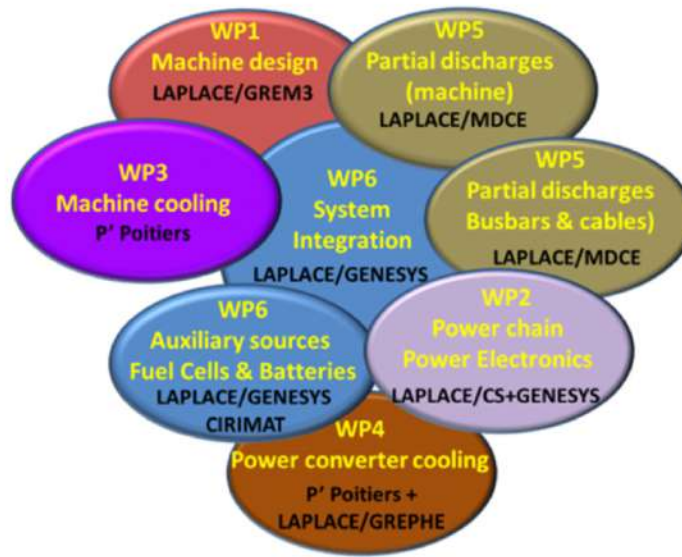 WP1
Machine design
LAPLACE/GREM3
WP5
Partial discharges
(machine)
LAPLACE/MDCE
WP3
Machine cooling
P' Poitiers
WP6
System
Integration
LAPLACE/GENESYS
WP5
Partial discharges
Busbars & cables)
LAPLACE/MDCE
WP6
Auxiliary sources
Fuel Cells & Batteries
LAPLACE/GENESYS
CIRIMAT
WP2
Power chain
Power Electronics
LAPLACE/CS+GENESYS
WP4
Power converter cooling
P' Poitiers +
LAPLACE/GREPHE